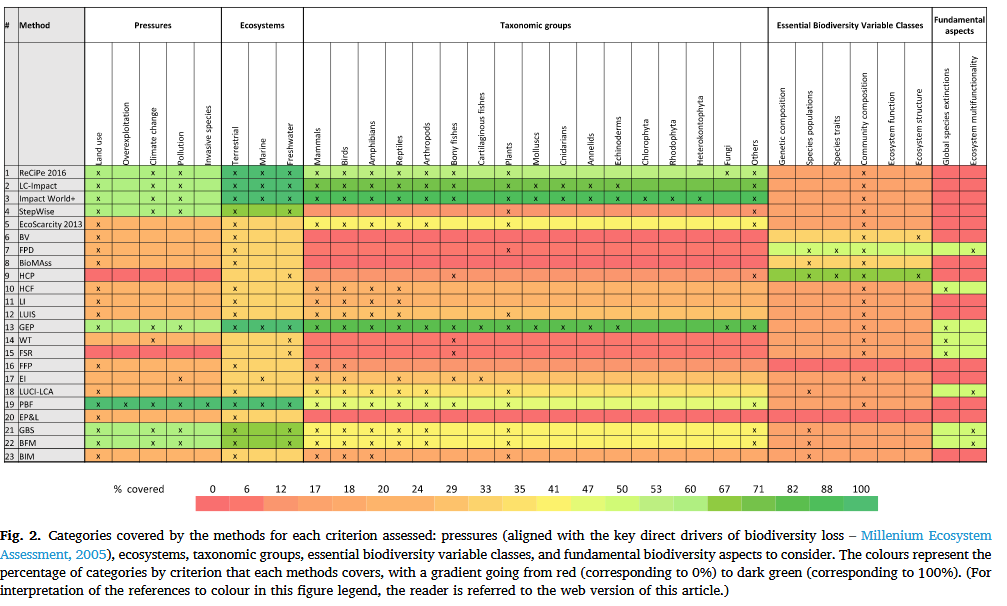 # Method Pressures Ecosystems Taxonomic groups Essential Biodiversity Variable Classes Fundamental aspects
Land use
Overexploitation
Climate change
Pollution
Invasive species
Terrestrial
Marine
Freshwater
Mammals
Birds
Amphibians
Reptiles
Arthropods
Bony fishes
Cartilaginous fishes
Plants
Molluscs
Cnidarians
Annelids
Echinoderms
Chlorophyta
Rhodophyta
Heterokontophyta
Fungi
Others
Genetic composition
Species populations
Species traits
Community composition
Ecosystem function
Ecosystem structure
Global species extinctions
Ecosystem multifunctionality
1 ReCiPe 2016 x x x x x x x x x x x x x x x x
2 LC-Impact x x x x x x x x x x x x x x x x x x x
3 Impact World+ x x x x x x x x x x x x x x x x x x x x x x
4 StepWise x x x x x x x x
5 EcoScarcity 2013 x x x x x x x x x x
6 BV x x x x
7 FPD x x x x x x x
8 BioMAss x x x x
9 HCP x x x x x x x
10 HCF x x x x x x x x
11 LI x x x x x x x
12 LUIS x x x x x x x x
13 GEP x x x x x x x x x x x x x x x x x x x x x x
14 WT x x x x x
15 FSR x x x x
16 FFP x x x x
17 EI x x x x x x x x
18 LUCI-LCA x x x x x x x x x x
19 PBF x x x x x x x x x x x x x x x x x
20 EP&L x x
21 GBS x x x x x x x x x x x x x x
22 BFM x x x x x x x x x x x x x x
23 BIM x x x x x x x
% covered 0 6 12 17 18 20 24 29 33 35 41 47 50 53 60 67 71 82 88 100
Fig. 2. Categories covered by the methods for each criterion assessed: pressures (aligned with the key direct drivers of biodiversity loss – Millenium Ecosystem
Assessment, 2005), ecosystems, taxonomic groups, essential biodiversity variable classes, and fundamental biodiversity aspects to consider. The colours represent the
percentage of categories by criterion that each methods covers, with a gradient going from red (corresponding to 0%) to dark green (corresponding to 100%). (For
interpretation of the references to colour in this figure legend, the reader is referred to the web version of this article.)